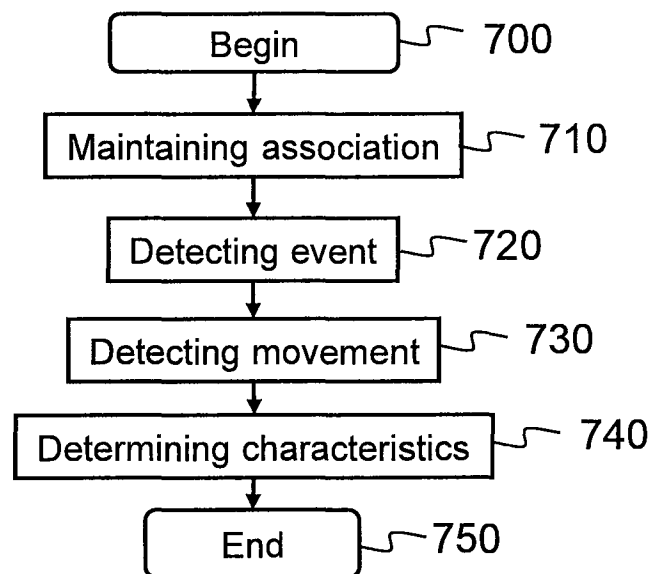 Begin 700
Maintaining association 710
Detecting event 720
Detecting movement 730
Determining characteristics 740
End 750